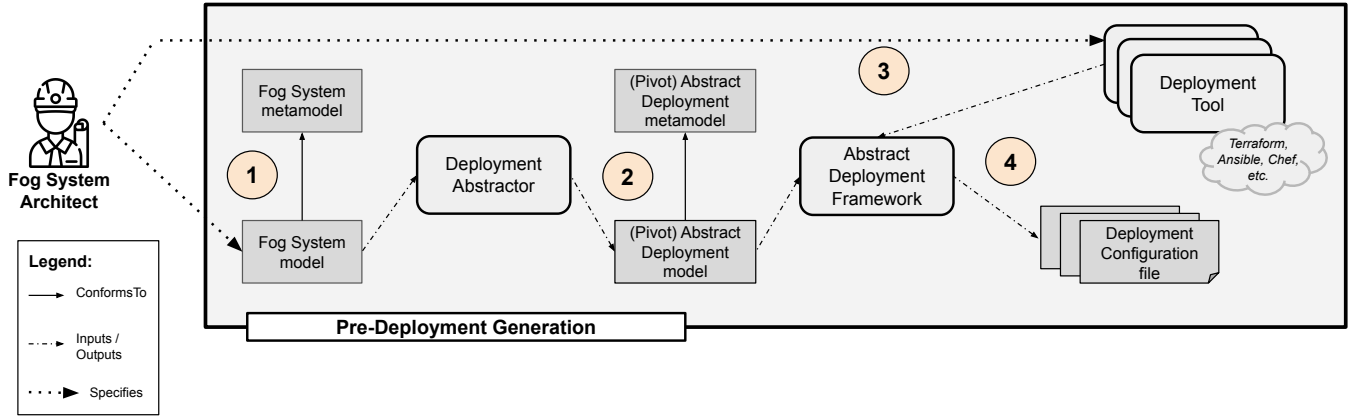 Fog System
Architect
Legend:
ConformsTo
Inputs /
Outputs
Specifies
Fog System
metamodel
1
Fog System
model
Deployment
Abstractor
2
(Pivot) Abstract
Deployment
metamodel
(Pivot) Abstract
Deployment
model
3
Abstract
Deployment
Framework
4
Deployment
Tool
Terraform,
Ansible, Chef,
etc.
Deployment
Configuration
file
Pre-Deployment Generation